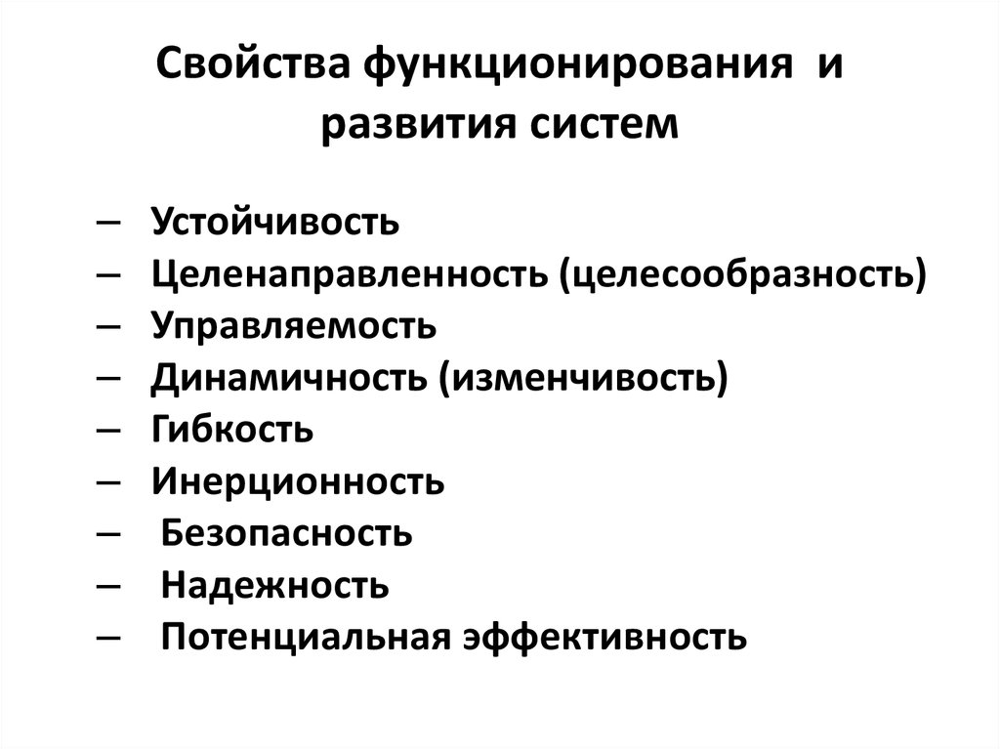 Свойства функционирования и
развития систем
– Устойчивость
– Целенаправленность (целесообразность)
– Управляемость
– Динамичность (изменчивость)
– Гибкость
– Инерционность
– Безопасность
– Надежность
– Потенциальная эффективность